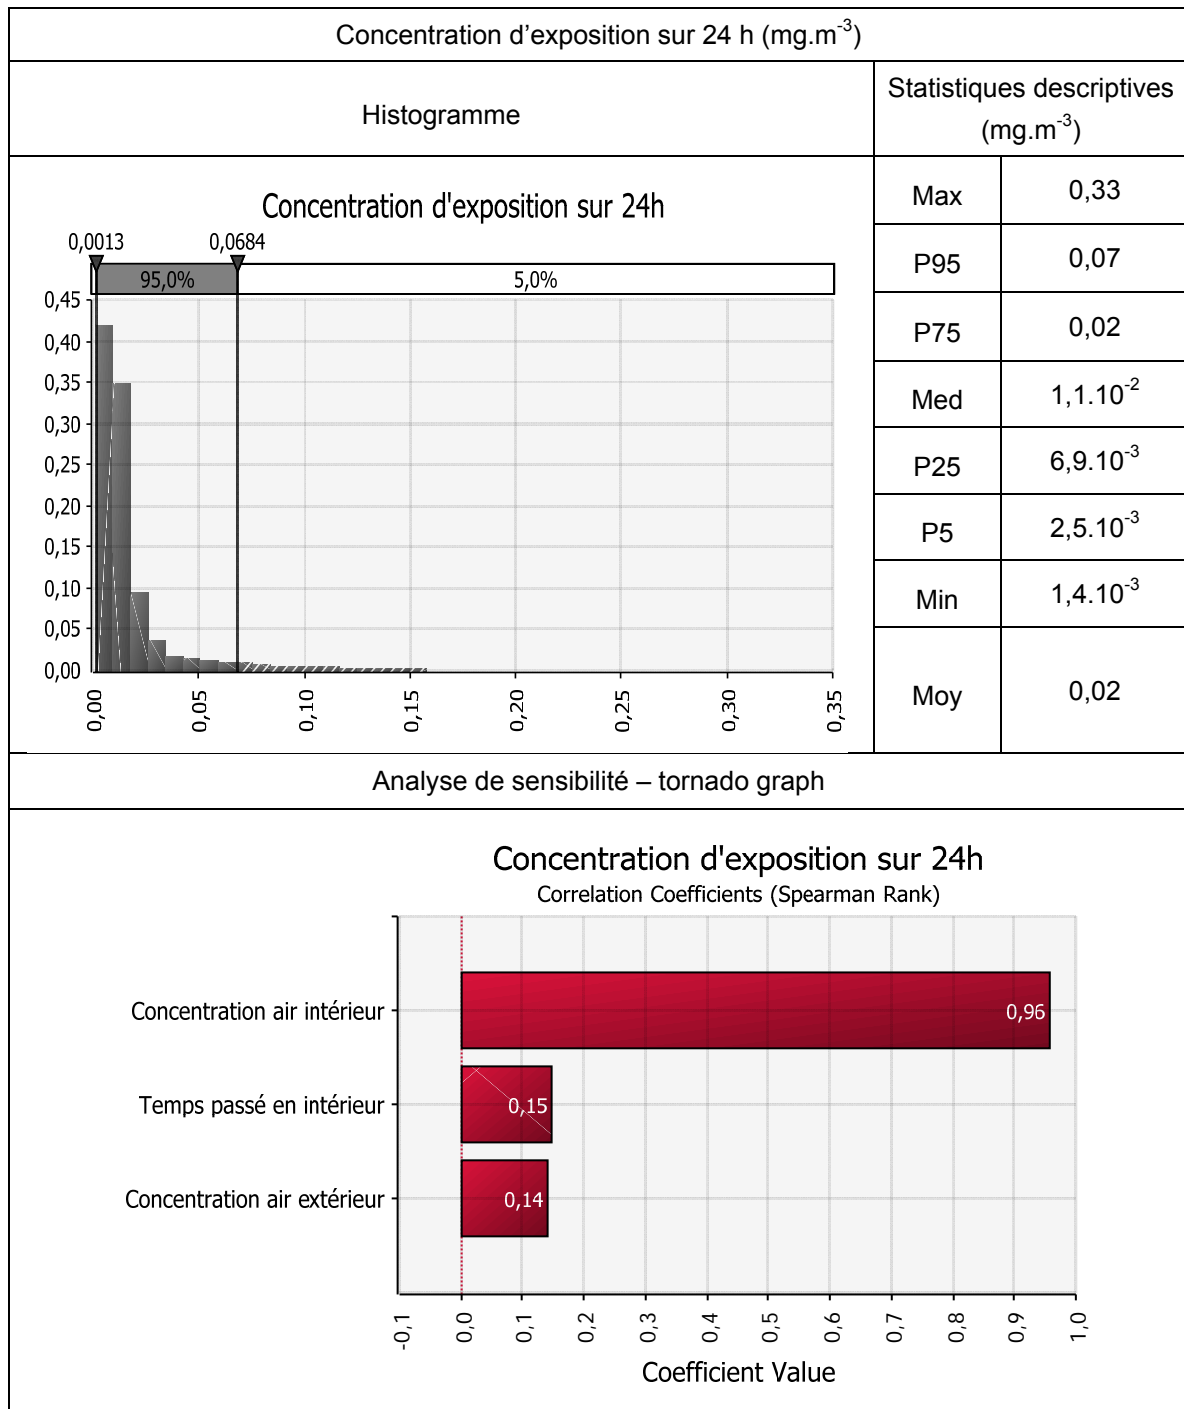 Concentration d’exposition sur 24 h (mg.m⁻³)
Histogramme
Statistiques descriptives
(mg.m⁻³)
Concentration d'exposition sur 24h
0,0013
0,0684
95,0%
5,0%
0,45
0,40
0,35
0,30
0,25
0,20
0,15
0,10
0,05
0,00
0,00
0,05
0,10
0,15
0,20
0,25
0,30
0,35
Max 0,33
P95 0,07
P75 0,02
Med 1,1.10⁻²
P25 6,9.10⁻³
P5 2,5.10⁻³
Min 1,4.10⁻³
Moy 0,02
Analyse de sensibilité – tornado graph
Concentration d'exposition sur 24h
Correlation Coefficients (Spearman Rank)
Concentration air intérieur 0,96
Temps passé en intérieur 0,15
Concentration air extérieur 0,14
-0,1
0,0
0,1
0,2
0,3
0,4
0,5
0,6
0,7
0,8
0,9
1,0
Coefficient Value